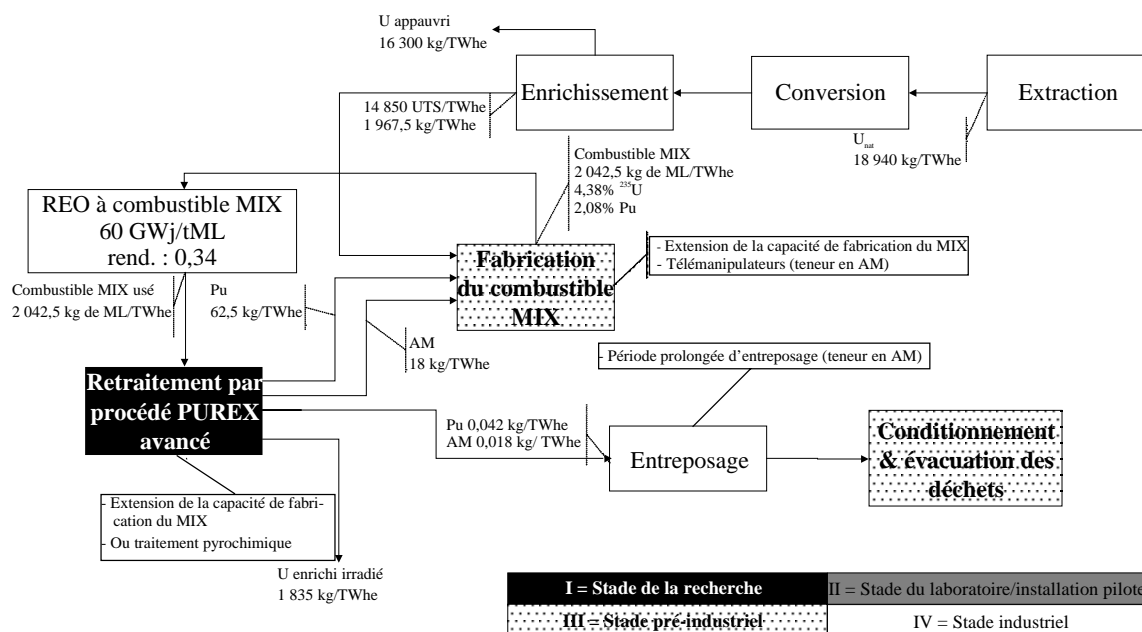 U appauvri
16 300 kg/TWhe
Enrichissement
Conversion
Extraction
14 850 UTS/TWhe
1 967,5 kg/TWhe
Unat
18 940 kg/TWhe
Combustible MIX
2 042,5 kg de ML/TWhe
4,38% 235U
2,08% Pu
REO à combustible MIX
60 GWj/tML
rend. : 0,34
Fabrication
du combustible
MIX
- Extension de la capacité de fabrication du MIX
- Télémanipulateurs (teneur en AM)
Combustible MIX usé
2 042,5 kg de ML/TWhe
Pu
62,5 kg/TWhe
AM
18 kg/TWhe
- Période prolongée d'entreposage (teneur en AM)
Retraitement par
procédé PUREX
avancé
Pu 0,042 kg/TWhe
AM 0,018 kg/ TWhe
Entreposage
Conditionnement
& évacuation des
déchets
- Extension de la capacité de fabri-
cation du MIX
- Ou traitement pyrochimique
U enrichi irradié
1 835 kg/TWhe
I = Stade de la recherche
II = Stade du laboratoire/installation pilote
III = Stade pré-industriel
IV = Stade industriel